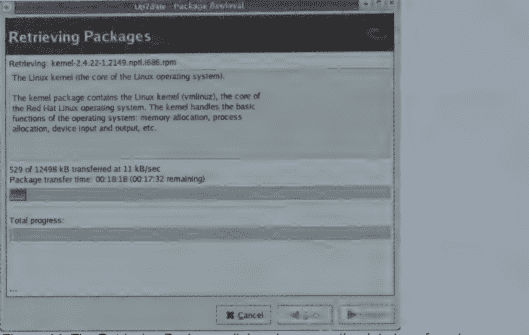 Up2date - Package Retrieval
Retrieving Packages
Retrieving: kernel-2.4.22-1.2149.nptl.i686.rpm
The Linux kernel (the core of the Linux operating system).
The kernel package contains the Linux kernel (vmlinuz), the core of
the Red Hat Linux operating system. The kernel handles the basic
functions of the operating system: memory allocation, process
allocation, device input and output, etc.
529 of 12498 kB transferred at 11 kB/sec
Package transfer time: 00:18:18 (00:17:32 remaining)
Total progress:
...
Cancel